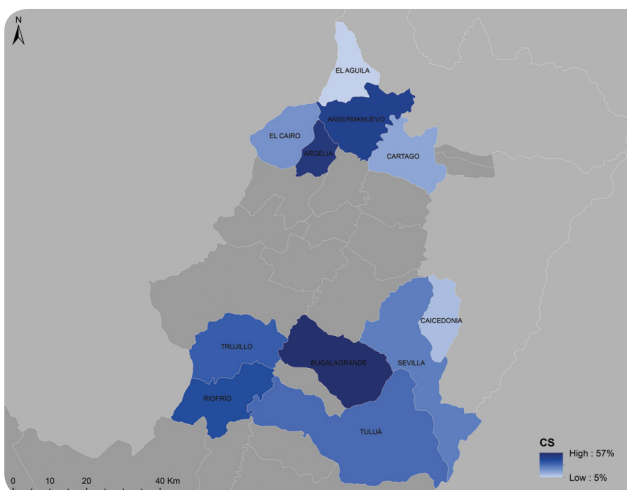 N
EL AGUILA
ANSERMANUEVO
EL CAIRO
ARGELIA
CARTAGO
CAICEDONIA
TRUJILLO
BUGALAGRANDE
SEVILLA
RIOFRÍO
TULUÁ
CS
High : 57%
Low : 5%
0 10 20 40 Km